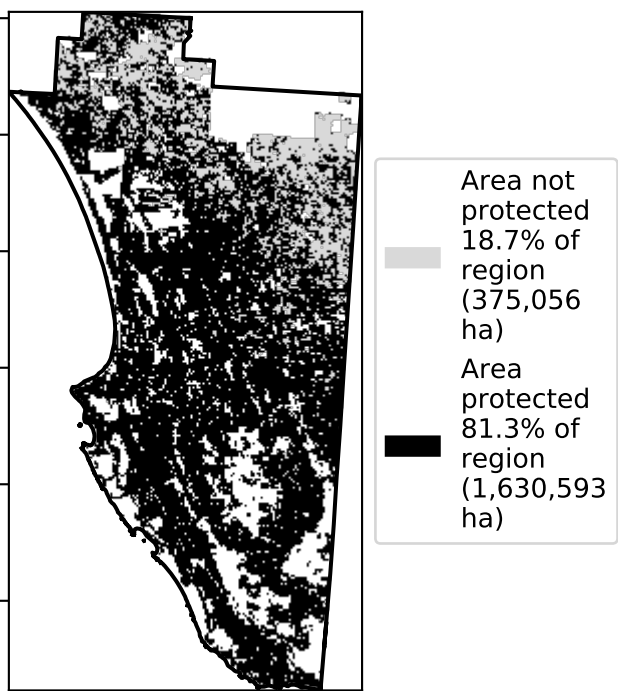 Area not
protected
18.7% of
region
(375,056
ha)
Area
protected
81.3% of
region
(1,630,593
ha)